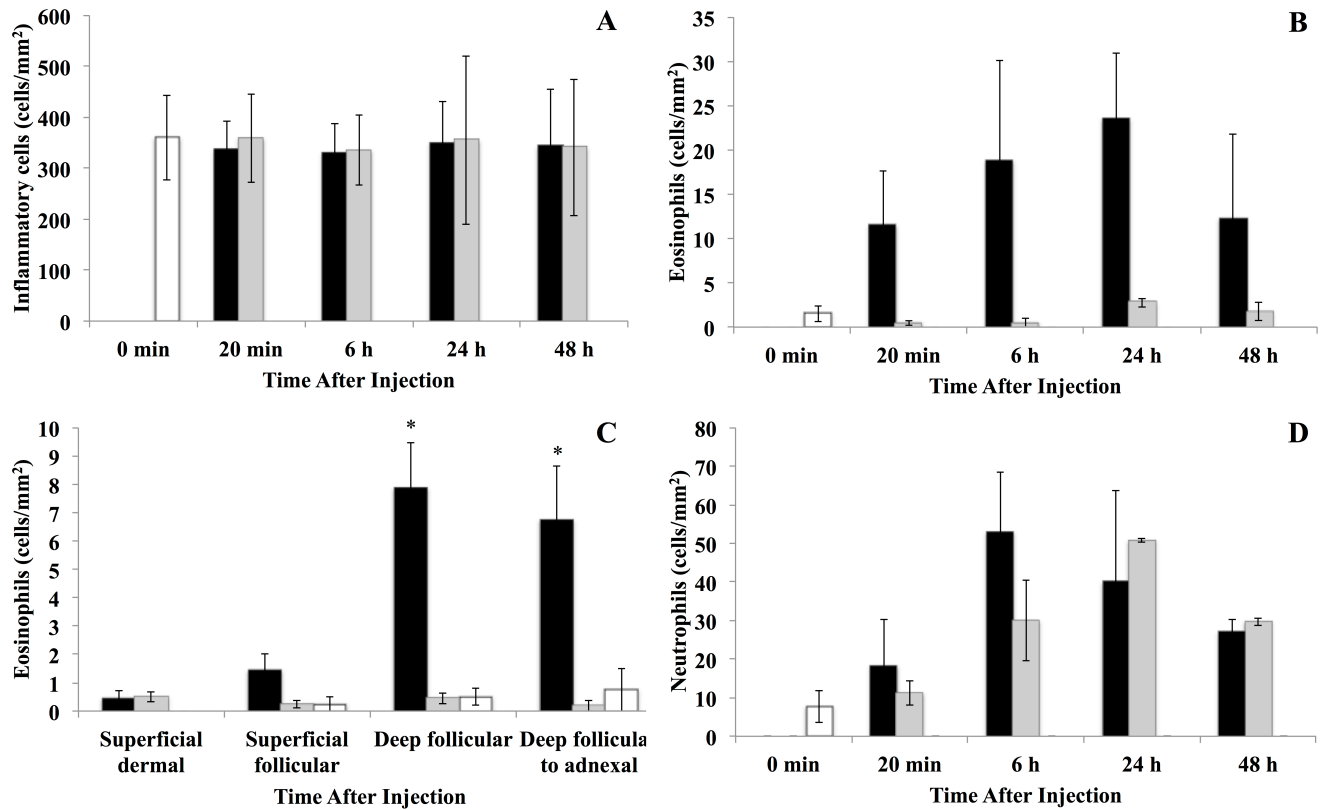 A
Inflammatory cells (cells/mm²)
600
500
400
300
200
100
0
0 min 20 min 6 h 24 h 48 h
Time After Injection
B
Eosinophils (cells/mm²)
35
30
25
20
15
10
5
0
0 min 20 min 6 h 24 h 48 h
Time After Injection
C
Eosinophils (cells/mm²)
10
9
8
7
6
5
4
3
2
1
0
* *
Superficial dermal
Superficial follicular
Deep follicular
Deep follicula
to adnexal
Time After Injection
D
Neutrophils (cells/mm²)
80
70
60
50
40
30
20
10
0
0 min 20 min 6 h 24 h 48 h
Time After Injection